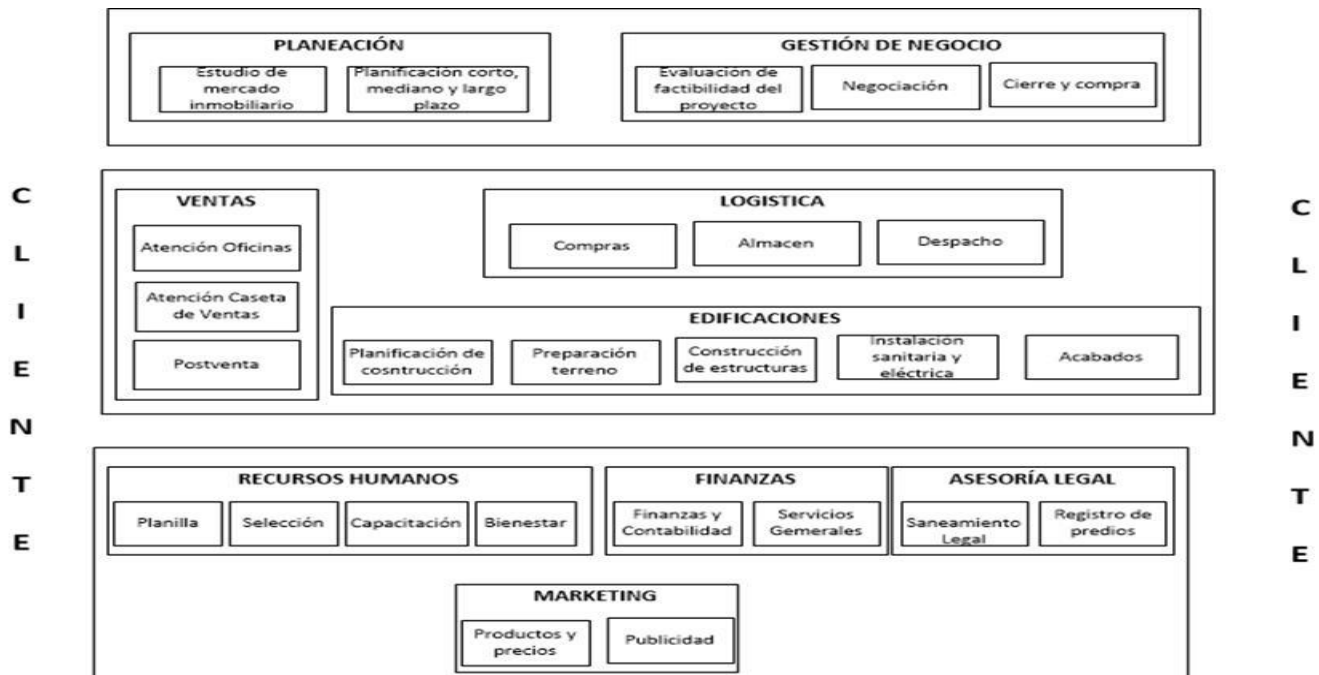 PLANEACIÓN
Estudio de
mercado
inmobiliario
Planificación corto,
mediano y largo
plazo
GESTIÓN DE NEGOCIO
Evaluación de
factibilidad del
proyecto
Negociación
Cierre y compra
C
L
I
E
N
T
E
VENTAS
Atención Oficinas
Atención Caseta
de Ventas
Postventa
LOGISTICA
Compras
Almacen
Despacho
EDIFICACIONES
Planificación de
cosntrucción
Preparación
terreno
Construcción
de estructuras
Instalación
sanitaria y
eléctrica
Acabados
C
L
I
E
N
T
E
RECURSOS HUMANOS
Planilla
Selección
Capacitación
Bienestar
FINANZAS
Finanzas y
Contabilidad
Servicios
Gemerales
ASESORÍA LEGAL
Saneamiento
Legal
Registro de
predios
MARKETING
Productos y
precios
Publicidad